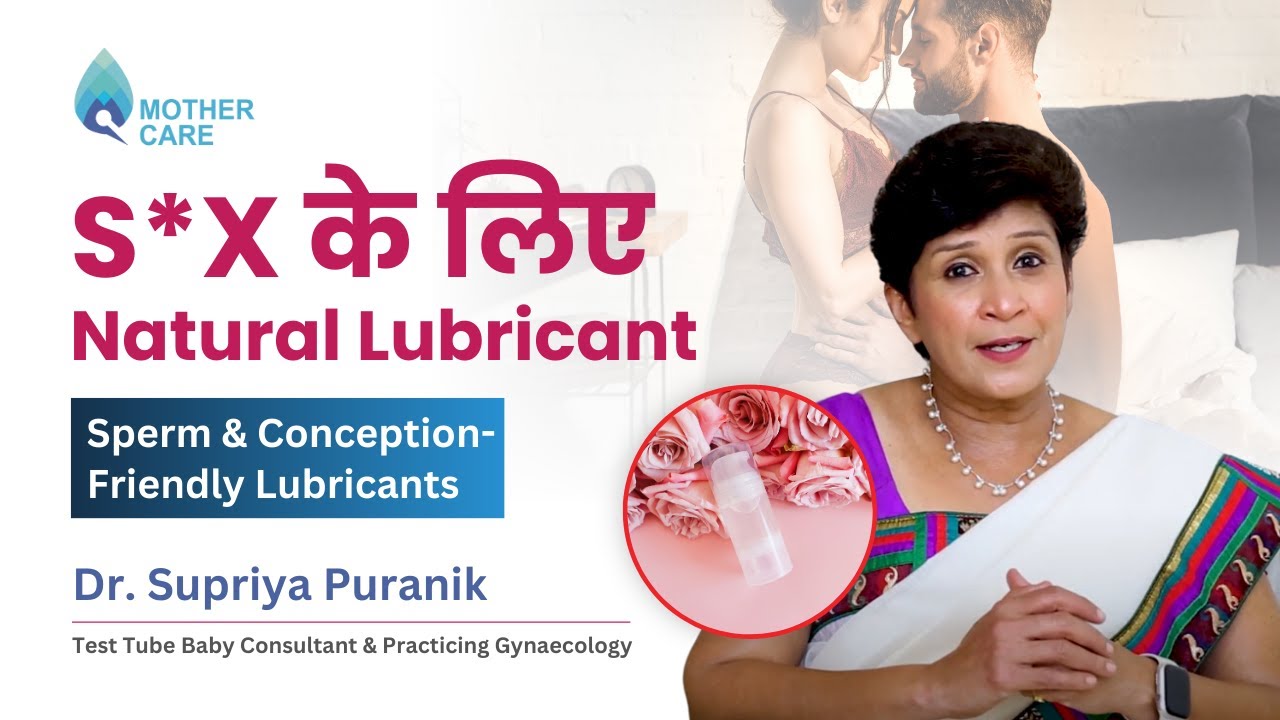 MOTHER
CARE
S*X के लिए
Natural Lubricant
Sperm & Conception-
Friendly Lubricants
Dr. Supriya Puranik
Test Tube Baby Consultant & Practicing Gynaecology